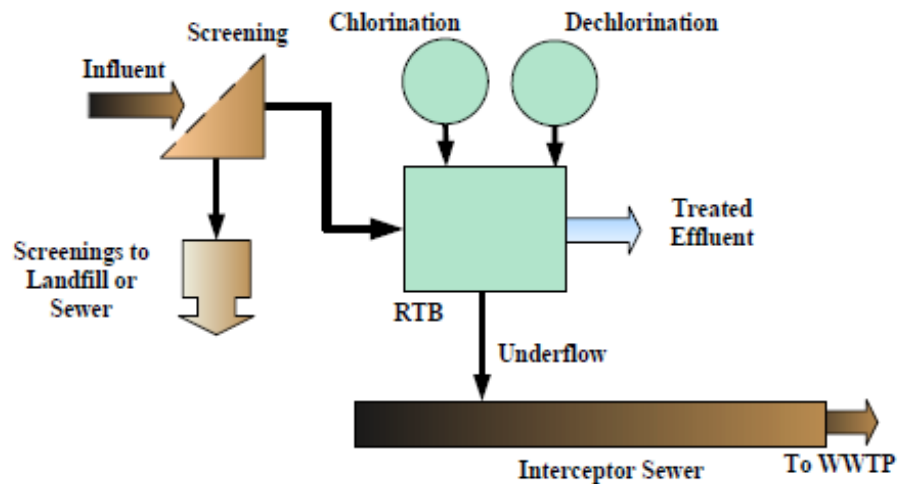 Chlorination
Dechlorination
Screening
Influent
Treated
Effluent
Screenings to
Landfill or
Sewer
RTB
Underflow
Interceptor Sewer
To WWTP